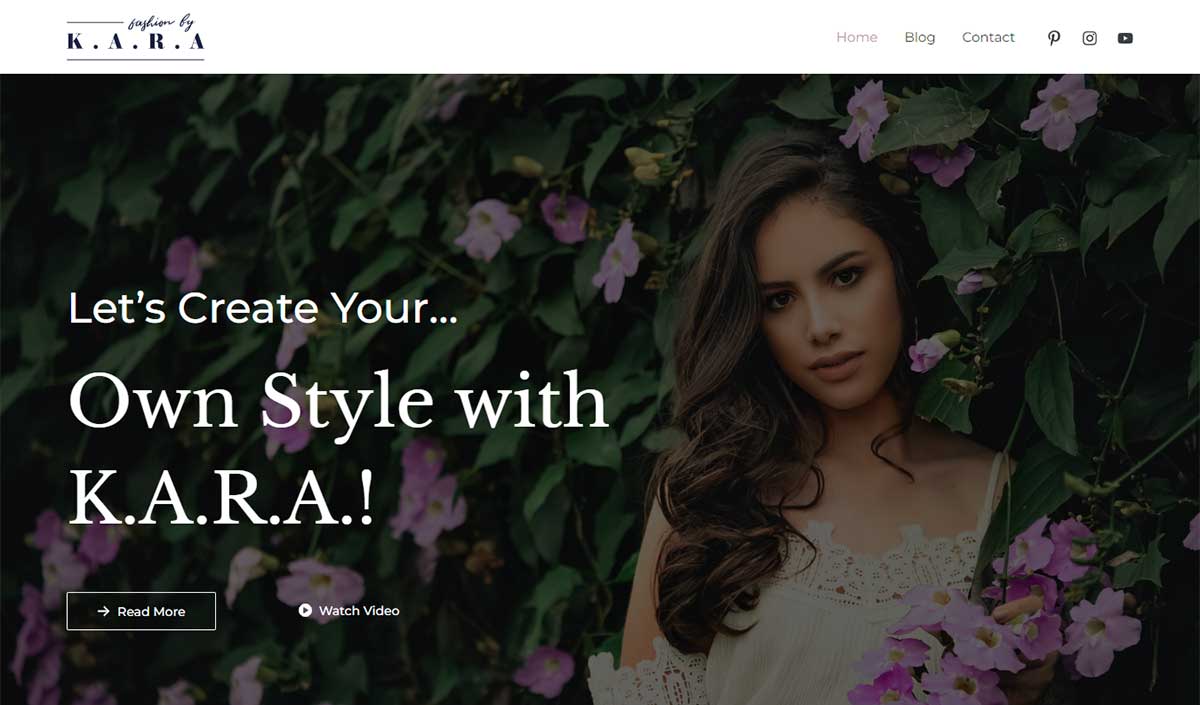 fashion by
K.A.R.A
Home Blog Contact
Let’s Create Your...
Own Style with
K.A.R.A.!
Read More Watch Video